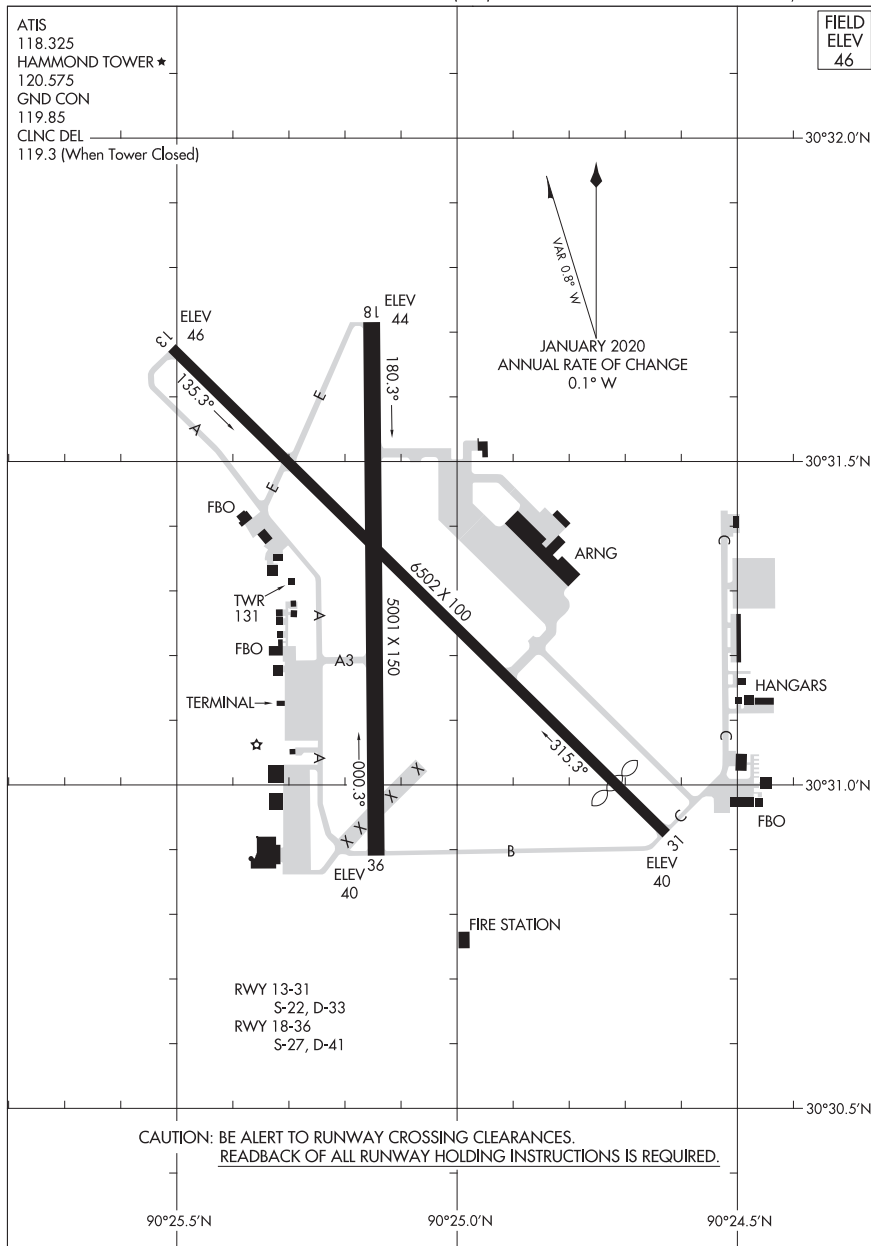 ATIS
118.325
HAMMOND TOWER ★
120.575
GND CON
119.85
CLNC DEL
119.3 (When Tower Closed)
FIELD
ELEV
46
30°32.0'N
VAR 0.8° W
JANUARY 2020
ANNUAL RATE OF CHANGE
0.1° W
ELEV
46
13
135.3°
18
ELEV
44
180.3°
E
A
E
30°31.5'N
FBO
ARNG
C
6502 X 100
5001 X 150
TWR
131
A
FBO
A3
TERMINAL
HANGARS
C
A
000.3°
315.3°
X
X
X
X
30°31.0'N
FBO
C
31
ELEV
40
B
36
ELEV
40
FIRE STATION
RWY 13-31
S-22, D-33
RWY 18-36
S-27, D-41
30°30.5'N
CAUTION: BE ALERT TO RUNWAY CROSSING CLEARANCES.
READBACK OF ALL RUNWAY HOLDING INSTRUCTIONS IS REQUIRED.
90°25.5'N
90°25.0'N
90°24.5'N